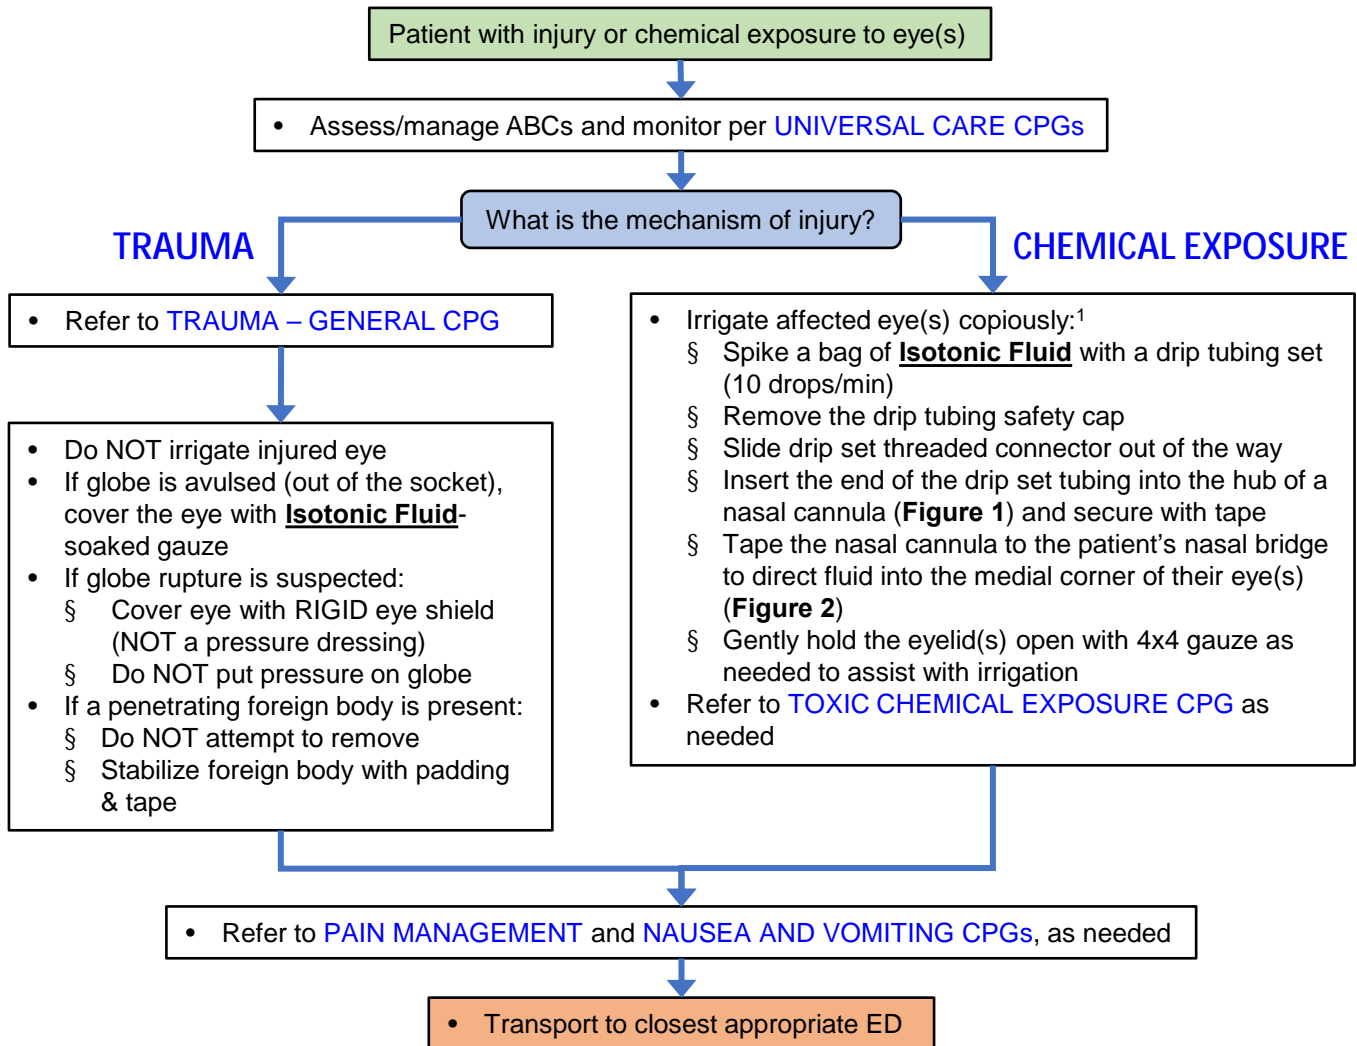 Patient with injury or chemical exposure to eye(s)
• Assess/manage ABCs and monitor per UNIVERSAL CARE CPGs
What is the mechanism of injury?
TRAUMA
• Refer to TRAUMA – GENERAL CPG
• Do NOT irrigate injured eye
• If globe is avulsed (out of the socket),
cover the eye with Isotonic Fluid-
soaked gauze
• If globe rupture is suspected:
§ Cover eye with RIGID eye shield
(NOT a pressure dressing)
§ Do NOT put pressure on globe
• If a penetrating foreign body is present:
§ Do NOT attempt to remove
§ Stabilize foreign body with padding
& tape
CHEMICAL EXPOSURE
• Irrigate affected eye(s) copiously:¹
§ Spike a bag of Isotonic Fluid with a drip tubing set
(10 drops/min)
§ Remove the drip tubing safety cap
§ Slide drip set threaded connector out of the way
§ Insert the end of the drip set tubing into the hub of a
nasal cannula (Figure 1) and secure with tape
§ Tape the nasal cannula to the patient’s nasal bridge
to direct fluid into the medial corner of their eye(s)
(Figure 2)
§ Gently hold the eyelid(s) open with 4x4 gauze as
needed to assist with irrigation
• Refer to TOXIC CHEMICAL EXPOSURE CPG as
needed
• Refer to PAIN MANAGEMENT and NAUSEA AND VOMITING CPGs, as needed
• Transport to closest appropriate ED